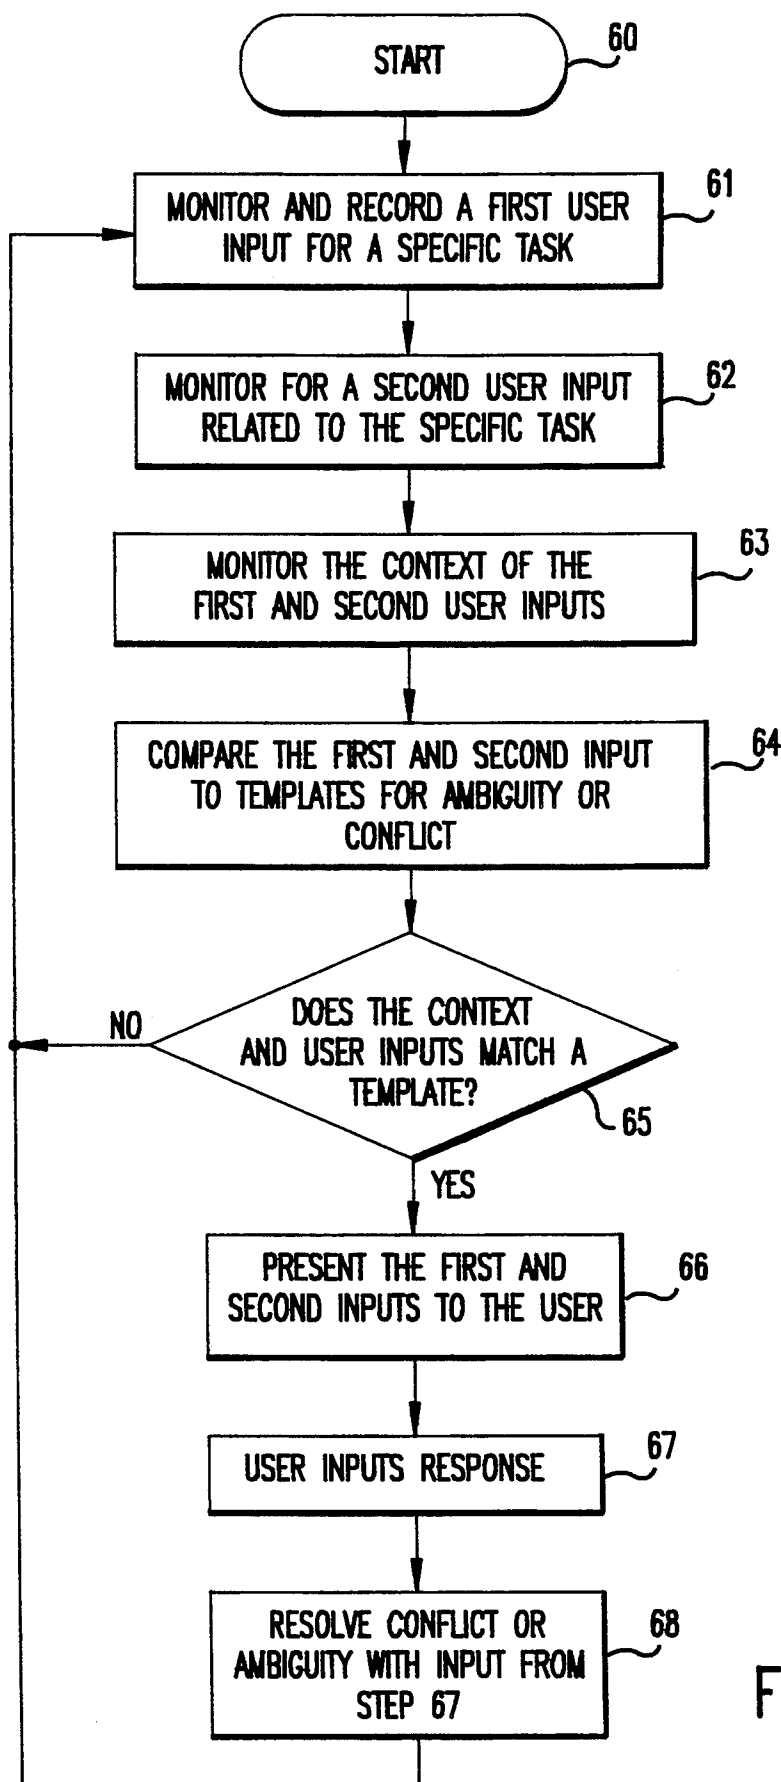 START
60
MONITOR AND RECORD A FIRST USER
INPUT FOR A SPECIFIC TASK
61
MONITOR FOR A SECOND USER INPUT
RELATED TO THE SPECIFIC TASK
62
MONITOR THE CONTEXT OF THE
FIRST AND SECOND USER INPUTS
63
COMPARE THE FIRST AND SECOND INPUT
TO TEMPLATES FOR AMBIGUITY OR
CONFLICT
64
DOES THE CONTEXT
AND USER INPUTS MATCH A
TEMPLATE?
65
NO
YES
PRESENT THE FIRST AND
SECOND INPUTS TO THE USER
66
USER INPUTS RESPONSE
67
RESOLVE CONFLICT OR
AMBIGUITY WITH INPUT FROM
STEP 67
68
F